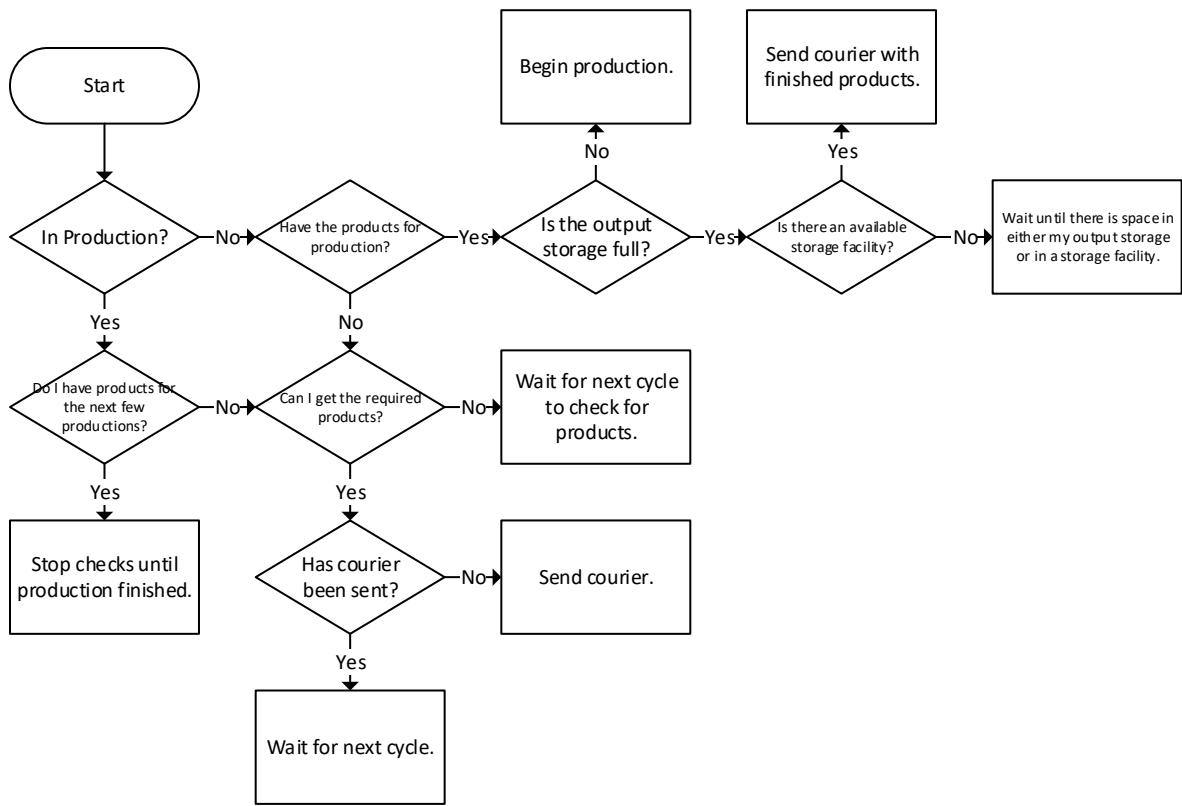 Start
Begin production.
Send courier with
finished products.
No
Yes
In Production?
No
Have the products for
production?
Yes
Is the output
storage full?
Yes
Is there an available
storage facility?
No
Wait until there is space in
either my output storage
or in a storage facility.
Yes
No
Do I have products for
the next few
productions?
No
Can I get the required
products?
No
Wait for next cycle
to check for
products.
Yes
Yes
Stop checks until
production finished.
Has courier
been sent?
No
Send courier.
Yes
Wait for next cycle.